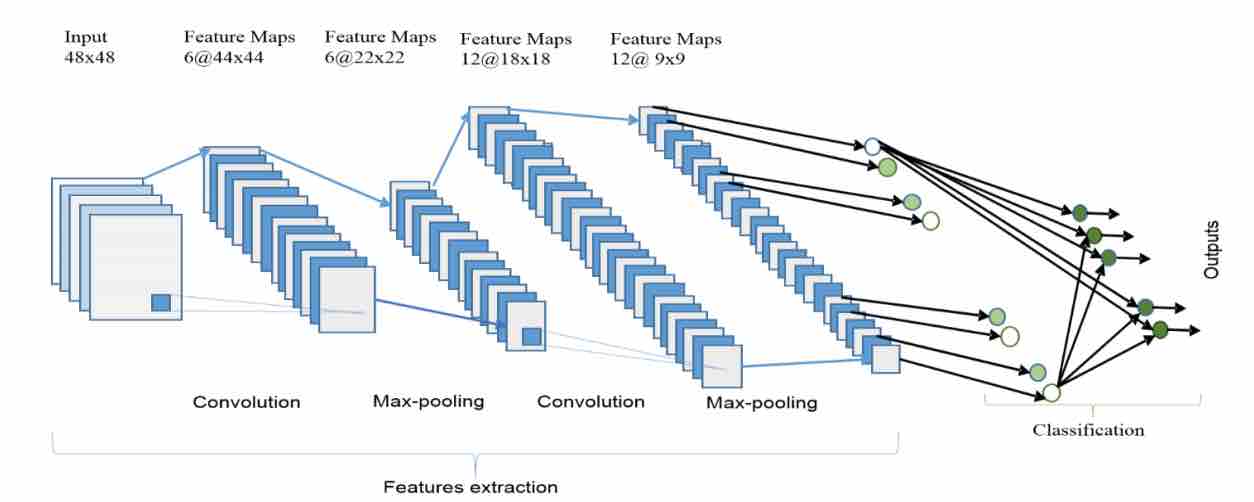 Input
48x48
Feature Maps
6@44x44
Feature Maps
6@22x22
Feature Maps
12@18x18
Feature Maps
12@ 9x9
Outputs
Convolution
Max-pooling
Convolution
Max-pooling
Classification
Features extraction